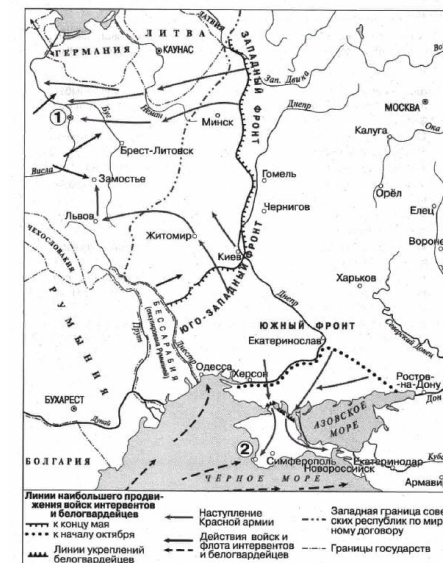 ЛАТВИЯ
ЛИТВА
ГЕРМАНИЯ
КАУНАС
ЗАПАДНЫЙ ФРОНТ
Зап. Двина
Днепр
МОСКВА
Калуга
Ока
1
Буг
Неман
Минск
Брест-Литовск
Висла
Замостье
Гомель
Чернигов
Орёл
Елец
Львов
Житомир
Киев
Вороне
ЧЕХОСЛОВАКИЯ
ЮГО-ЗАПАДНЫЙ ФРОНТ
Харьков
Северский Донец
Дон
Днепр
РУМЫНИЯ
БЕССАРАБИЯ
Прут
Днестр
ЮЖНЫЙ ФРОНТ
Екатеринослав
Одесса
Херсон
Ростов-
на-Дону
Дон
БУХАРЕСТ
Дунай
АЗОВСКОЕ
МОРЕ
БОЛГАРИЯ
2
Симферополь
Новороссийск
Екатеринодар
Куба
Армави
ЧЁРНОЕ МОРЕ
Линии наибольшего продви-
жения войск интервентов
и белогвардейцев
к концу мая
к началу октября
Линии укреплений
белогвардейцев
Наступление
Красной армии
Действия войск и
флота интервентов
и белогвардейцев
Западная граница сове
ских республик по мир
ному договору
Границы государств